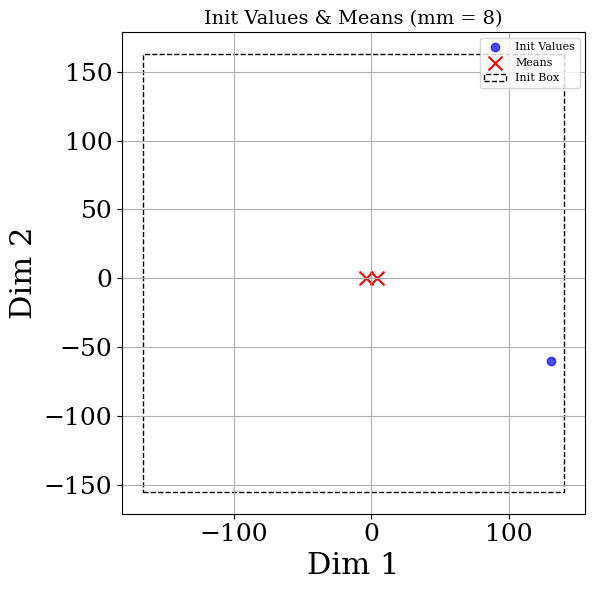 Init Values & Means (mm = 8)
Init Values
Means
Init Box
Dim 2
150
100
50
0
−50
−100
−150
−100
0
100
Dim 1